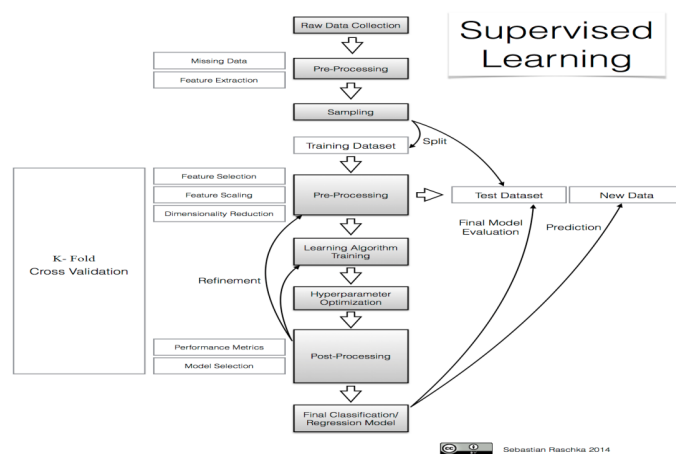 Supervised
Learning
Raw Data Collection
Missing Data
Pre-Processing
Feature Extraction
Sampling
Split
Training Dataset
Feature Selection
Feature Scaling
Pre-Processing
Dimensionality Reduction
Test Dataset
New Data
Final Model
Evaluation
Prediction
K- Fold
Cross Validation
Learning Algorithm
Training
Refinement
Hyperparameter
Optimization
Performance Metrics
Post-Processing
Model Selection
Final Classification/
Regression Model
cc
Sebastian Raschka 2014